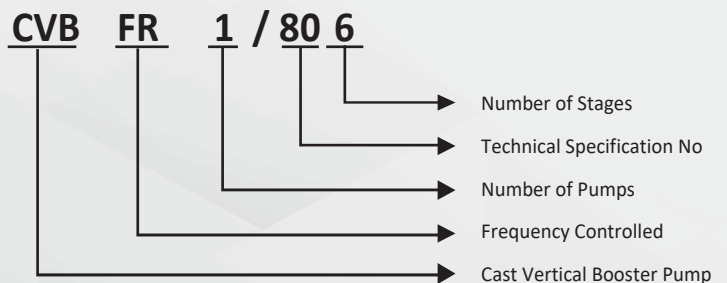 CVB FR 1 / 80 6
Number of Stages
Technical Specification No
Number of Pumps
Frequency Controlled
Cast Vertical Booster Pump